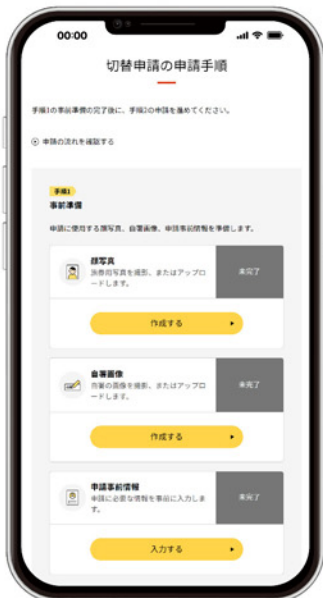 00:00
切替申請の申請手順
手順1の事前準備の完了後に、手順2の申請を進めてください。
申請の流れを確認する
手順1
事前準備
申請に使用する顔写真、自署画像、申請事前情報を準備します。
顔写真
旅券用写真を撮影、またはアップロ
ードします。
未完了
作成する
自署画像
自署の画像を撮影、またはアップロ
ードします。
未完了
作成する
申請事前情報
申請に必要な情報を事前に入力しま
す。
未完了
入力する